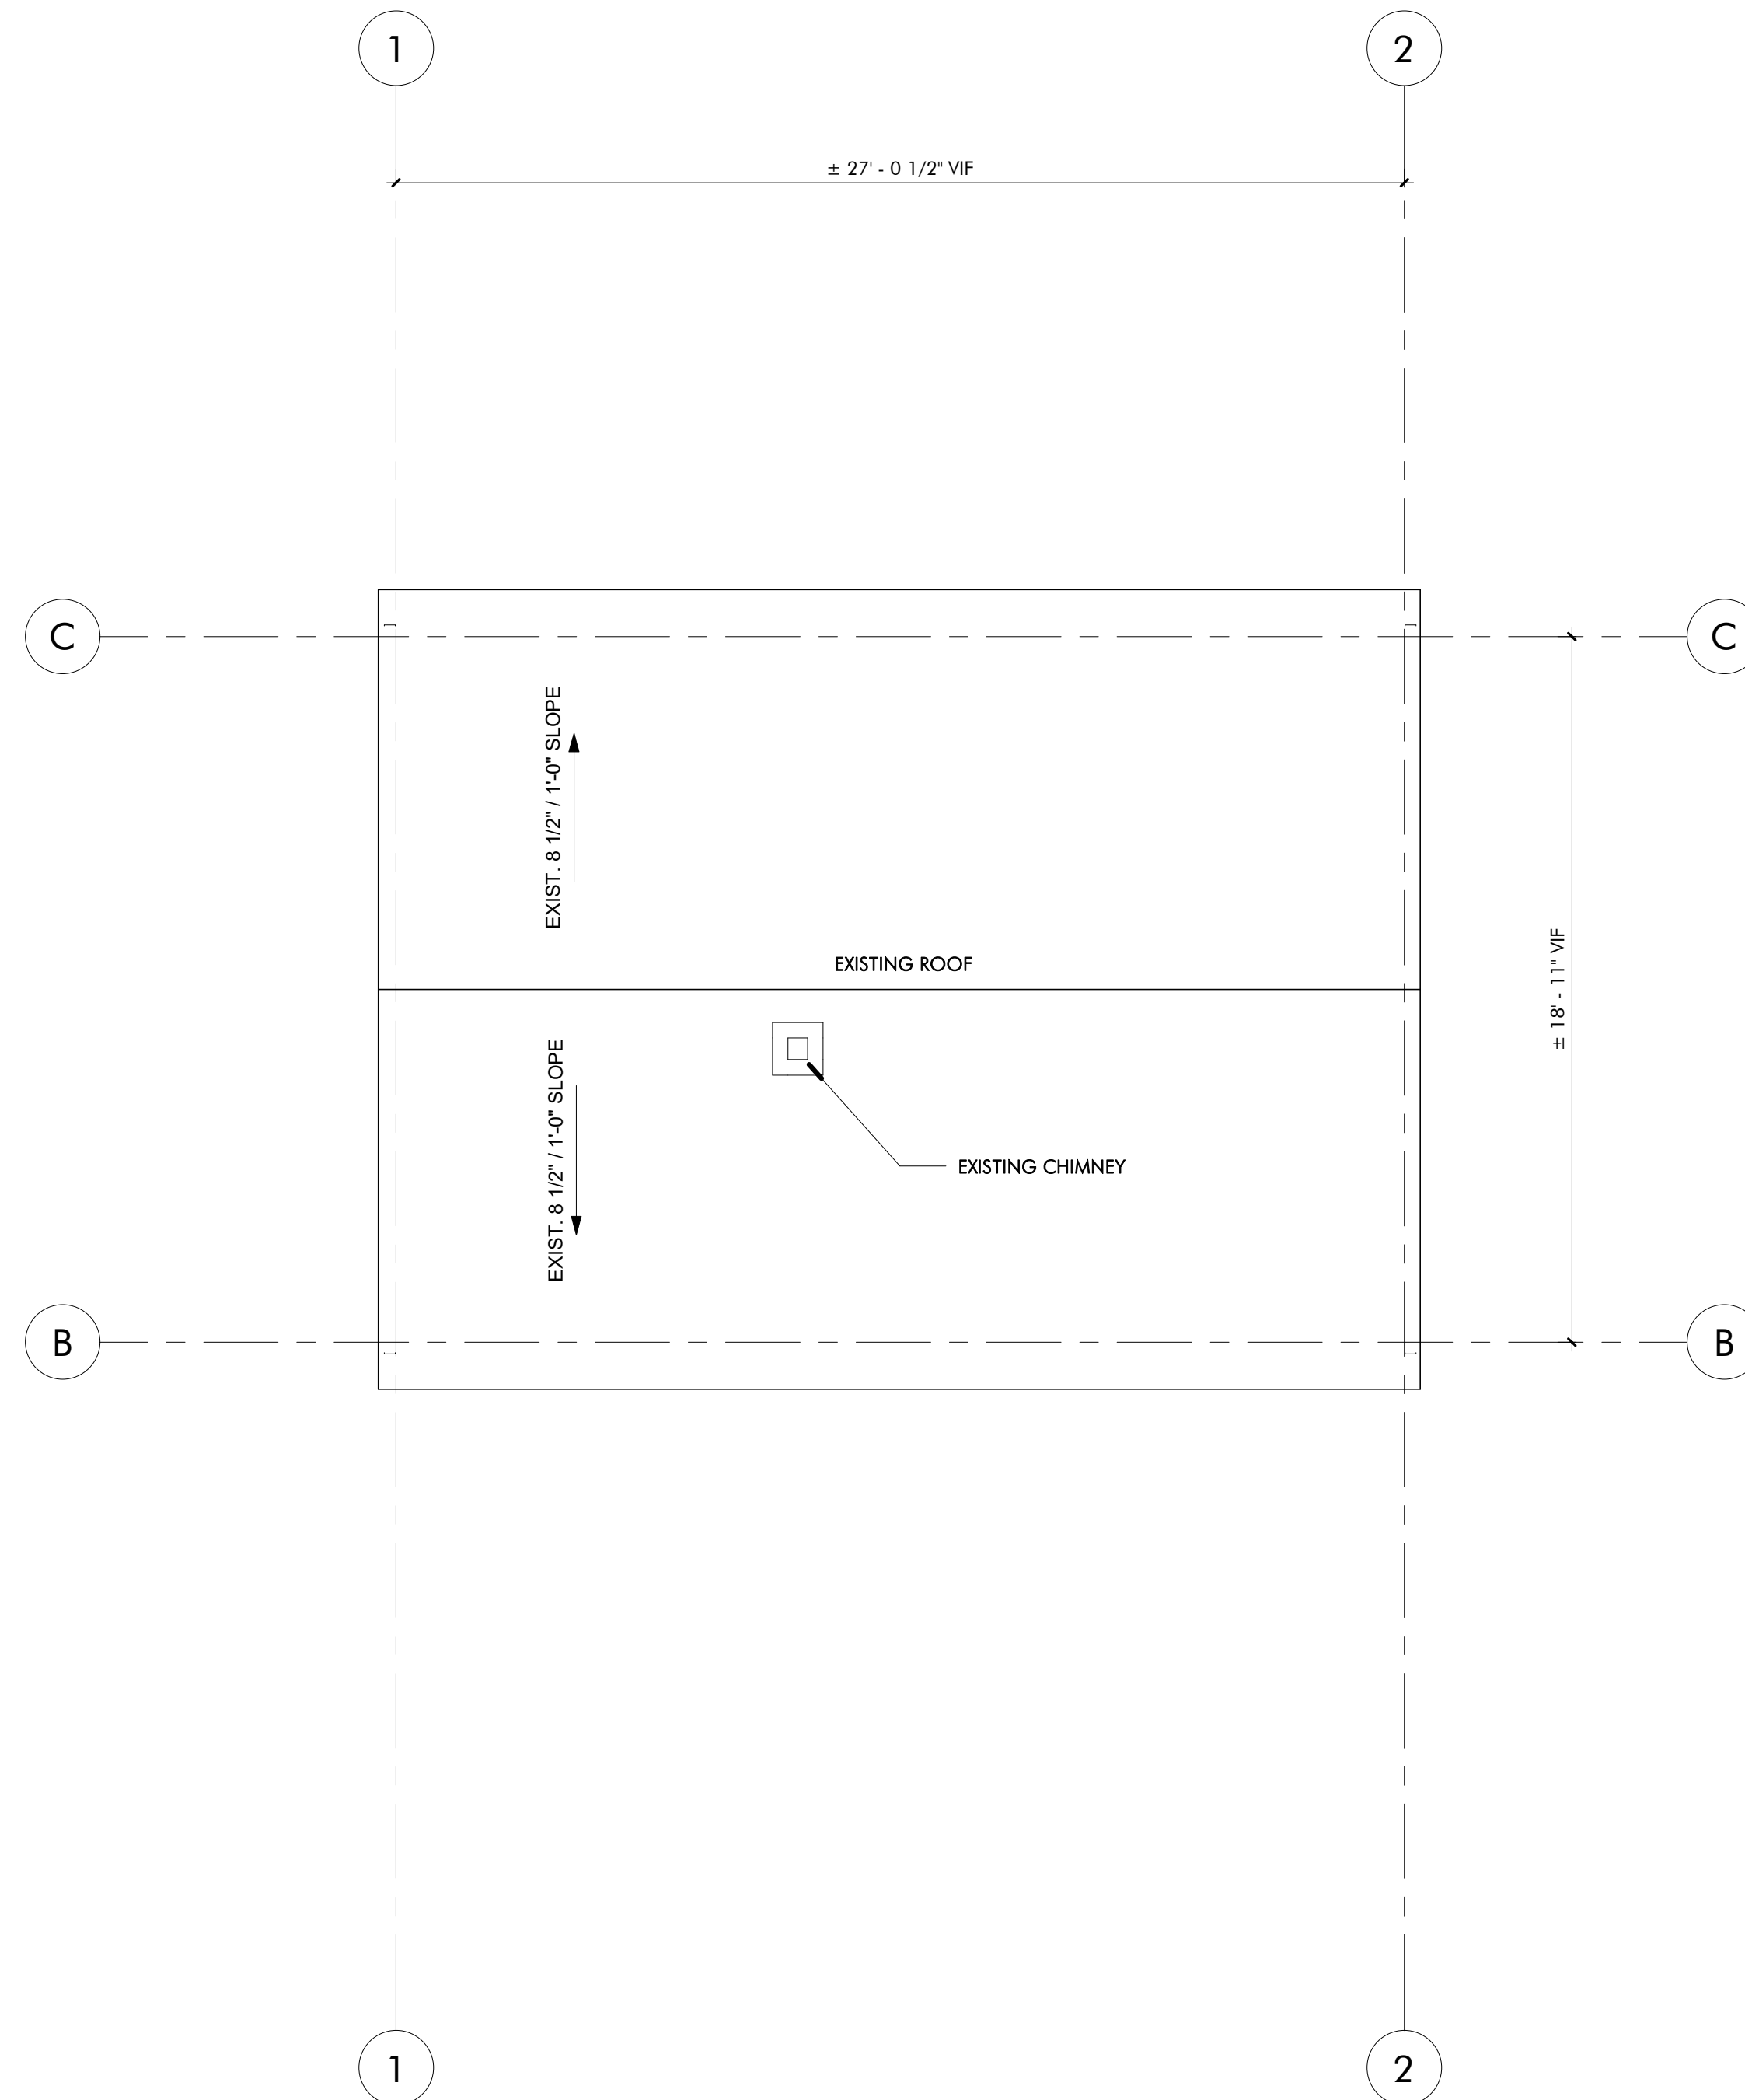 1
2
± 27' - 0 1/2" VIF
C
C
EXIST. 8 1/2" / 1'-0" SLOPE
EXISTING ROOF
± 18' - 11" VIF
EXIST. 8 1/2" / 1'-0" SLOPE
EXISTING CHIMNEY
B
B
1
2